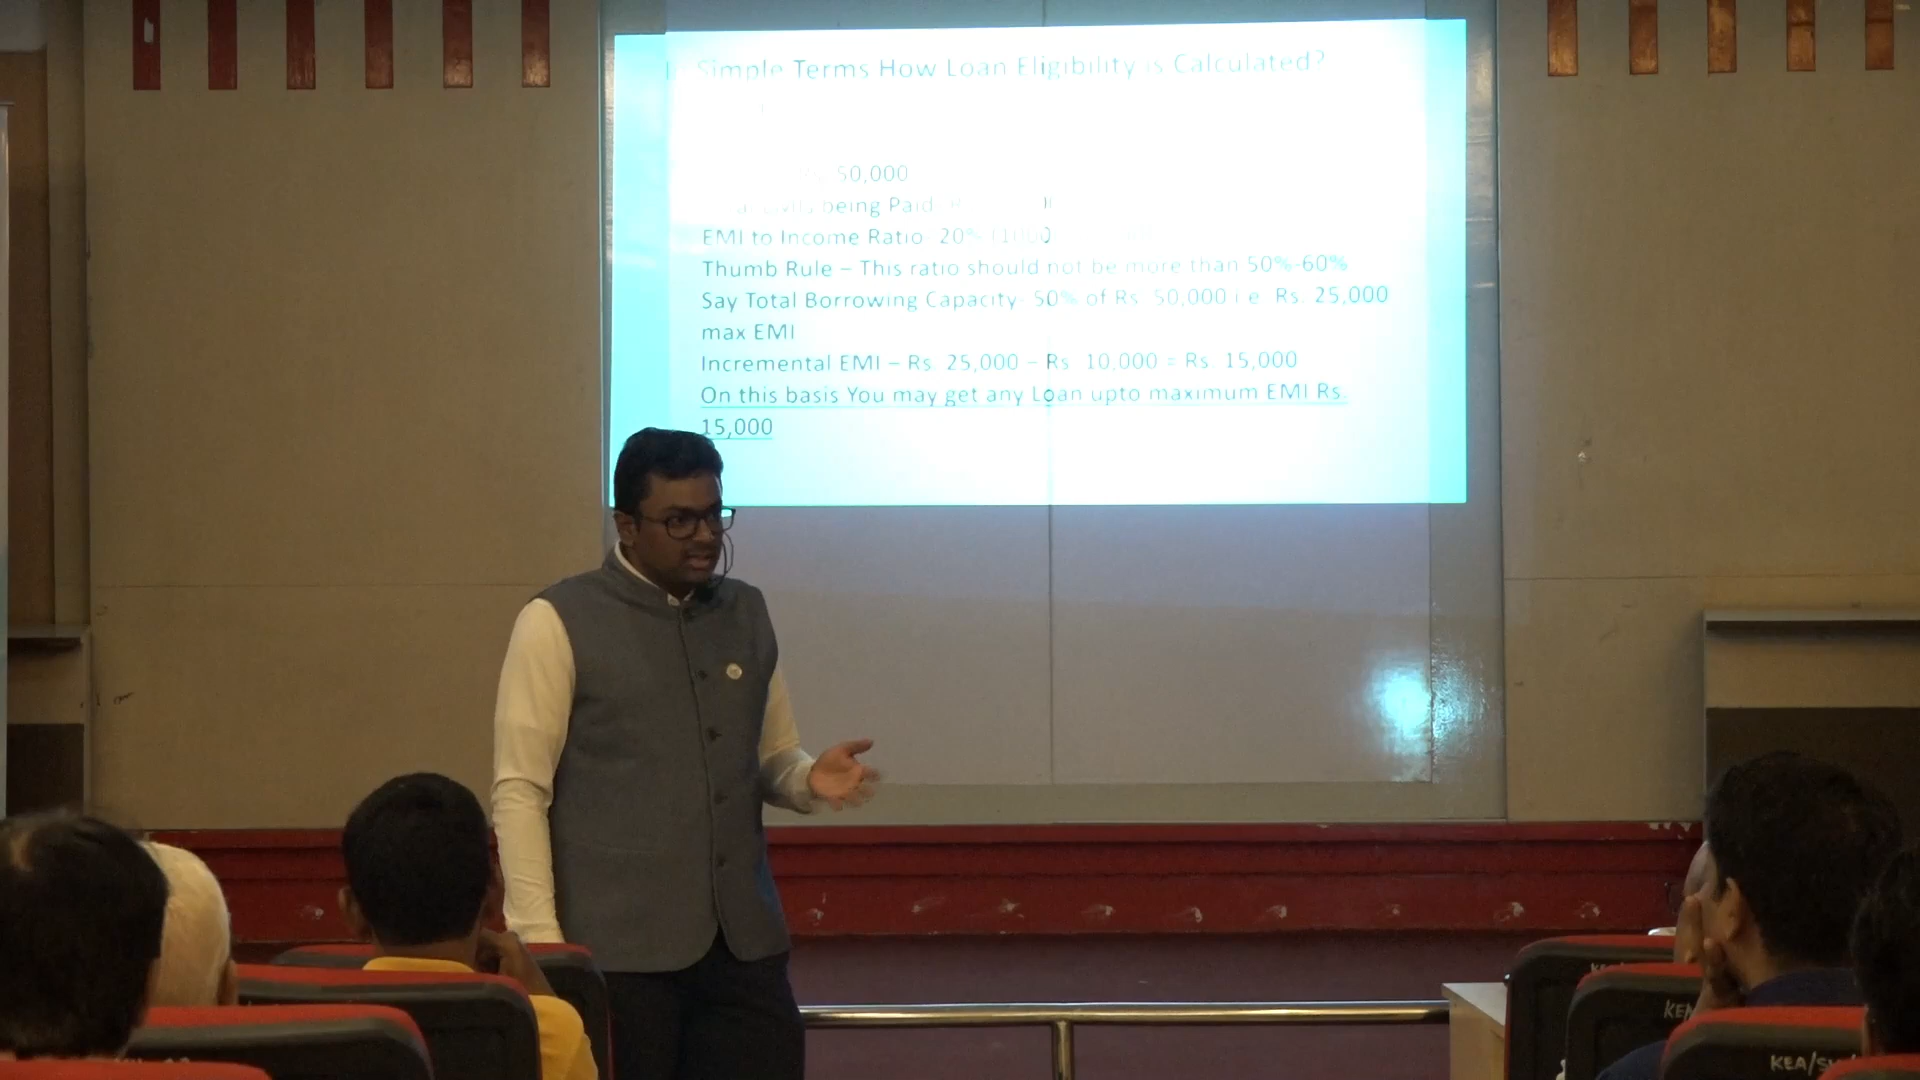 Simple Terms How Loan Eligibility is Calculated?
50,000
being Paid
EMI to Income Ratio 20%
Thumb Rule – This ratio should not be more than 50%-60%
Say Total Borrowing Capacity- 50% of Rs. 50,000 i.e. Rs. 25,000
max EMI
Incremental EMI – Rs. 25,000 – Rs. 10,000 = Rs. 15,000
On this basis You may get any Loan upto maximum EMI Rs.
15,000
KEA/